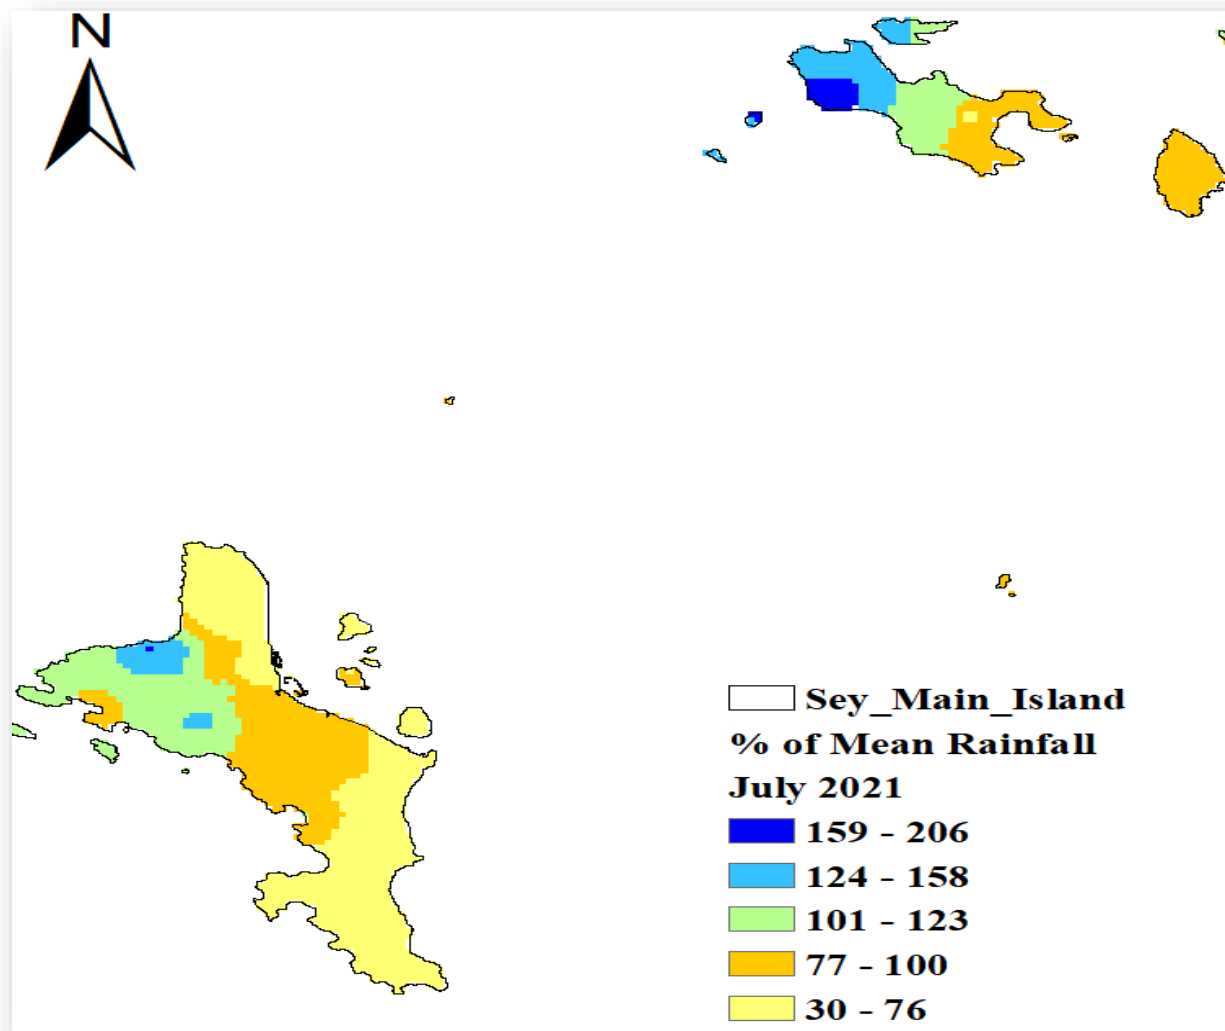 N
Sey_Main_Island
% of Mean Rainfall
July 2021
159 - 206
124 - 158
101 - 123
77 - 100
30 - 76